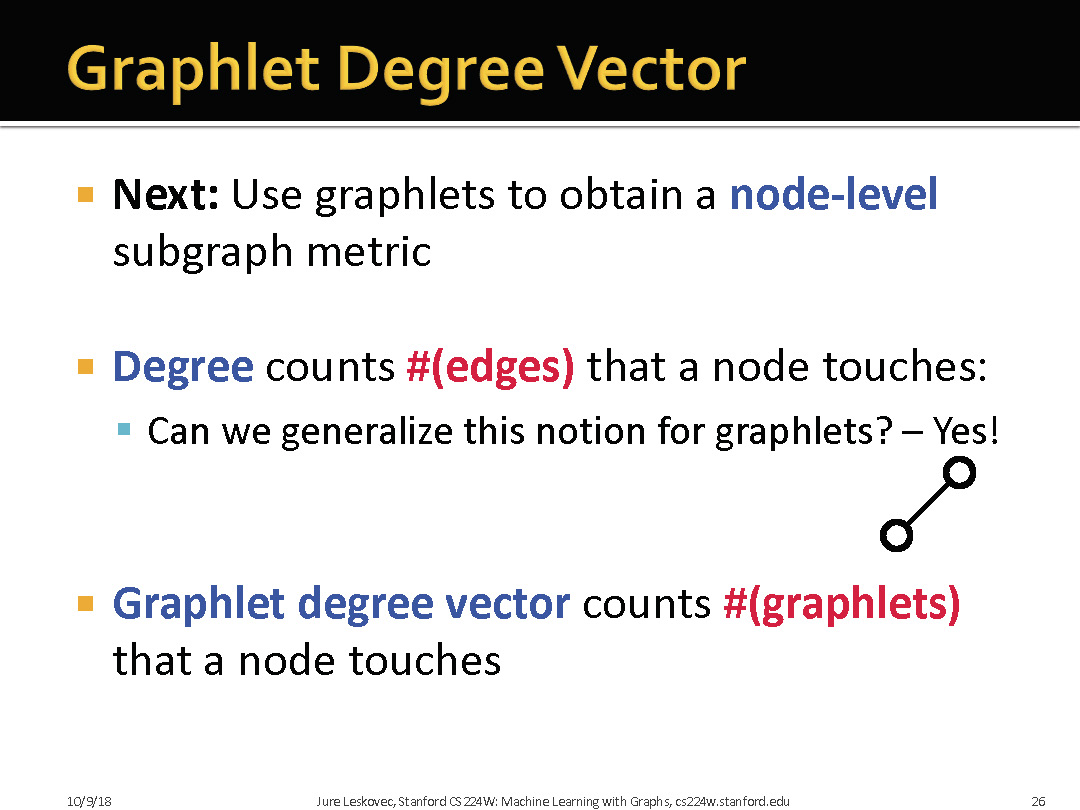 Graphlet Degree Vector
Next: Use graphlets to obtain a node-level
subgraph metric
Degree counts #(edges) that a node touches:
Can we generalize this notion for graphlets? – Yes!
Graphlet degree vector counts #(graphlets)
that a node touches
10/9/18
Jure Leskovec, Stanford CS224W: Machine Learning with Graphs, cs224w.stanford.edu
26